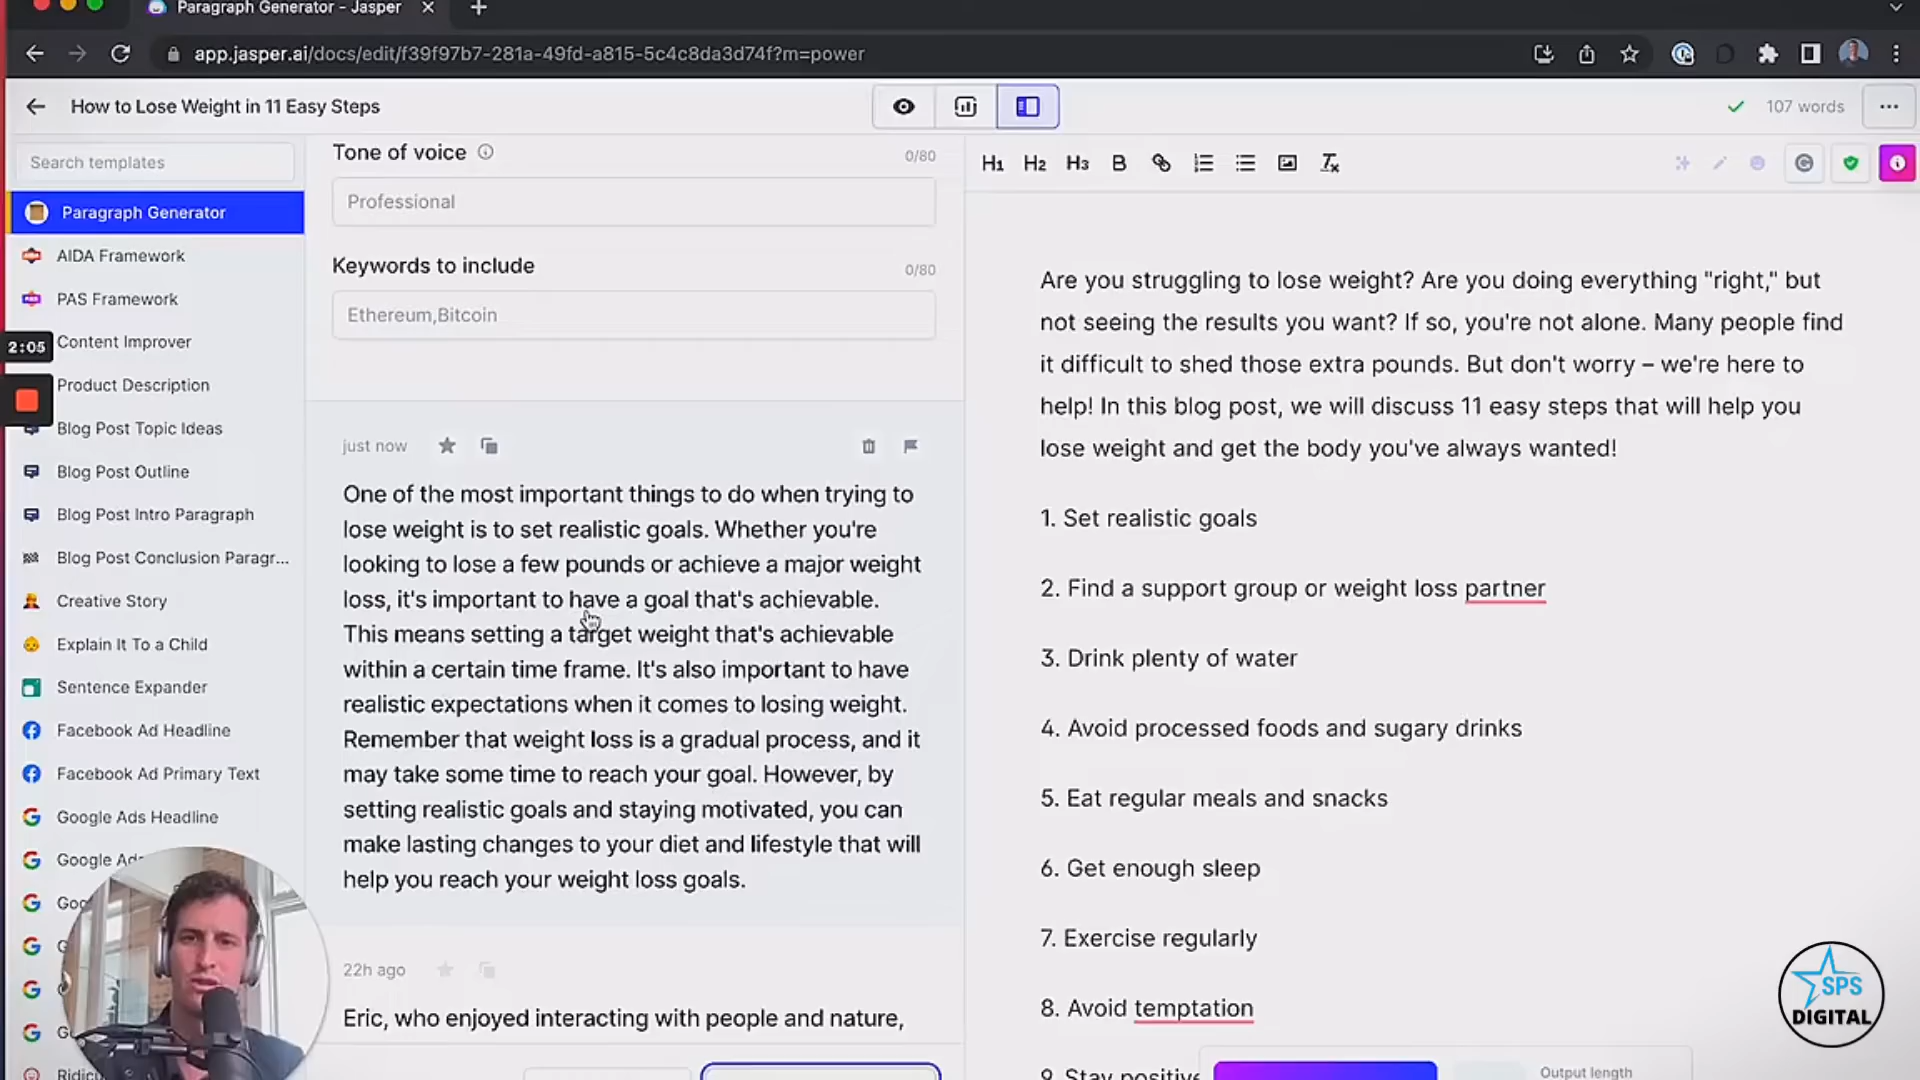 Paragraph Generator - Jasper
app.jasper.ai/docs/edit/f39f97b7-281a-49fd-a815-5c4c8da3d74f?m=power
How to Lose Weight in 11 Easy Steps
107 words
Search templates
Paragraph Generator
AIDA Framework
PAS Framework
2:05
Content Improver
Product Description
Blog Post Topic Ideas
Blog Post Outline
Blog Post Intro Paragraph
Blog Post Conclusion Paragr...
Creative Story
Explain It To a Child
Sentence Expander
Facebook Ad Headline
Facebook Ad Primary Text
Google Ads Headline
Google
Tone of voice
0/80
Professional
Keywords to include
0/80
Ethereum,Bitcoin
just now
One of the most important things to do when trying to
lose weight is to set realistic goals. Whether you're
looking to lose a few pounds or achieve a major weight
loss, it's important to have a goal that's achievable.
This means setting a target weight that's achievable
within a certain time frame. It's also important to have
realistic expectations when it comes to losing weight.
Remember that weight loss is a gradual process, and it
may take some time to reach your goal. However, by
setting realistic goals and staying motivated, you can
make lasting changes to your diet and lifestyle that will
help you reach your weight loss goals.
22h ago
Eric, who enjoyed interacting with people and nature,
H1 H2 H3 B
Are you struggling to lose weight? Are you doing everything "right," but
not seeing the results you want? If so, you're not alone. Many people find
it difficult to shed those extra pounds. But don't worry – we're here to
help! In this blog post, we will discuss 11 easy steps that will help you
lose weight and get the body you've always wanted!
1. Set realistic goals
2. Find a support group or weight loss partner
3. Drink plenty of water
4. Avoid processed foods and sugary drinks
5. Eat regular meals and snacks
6. Get enough sleep
7. Exercise regularly
8. Avoid temptation
9. Stay positive
Output length
SPS
DIGITAL